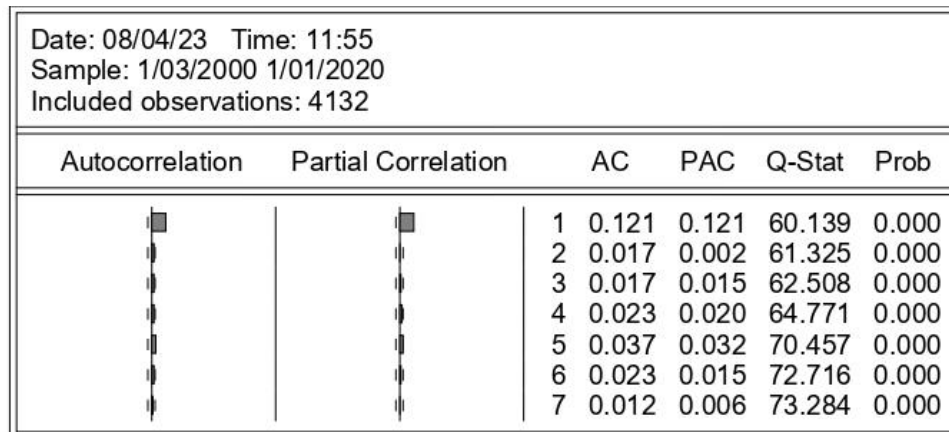 Date: 08/04/23 Time: 11:55
Sample: 1/03/2000 1/01/2020
Included observations: 4132
Autocorrelation Partial Correlation AC PAC Q-Stat Prob
1 0.121 0.121 60.139 0.000
2 0.017 0.002 61.325 0.000
3 0.017 0.015 62.508 0.000
4 0.023 0.020 64.771 0.000
5 0.037 0.032 70.457 0.000
6 0.023 0.015 72.716 0.000
7 0.012 0.006 73.284 0.000